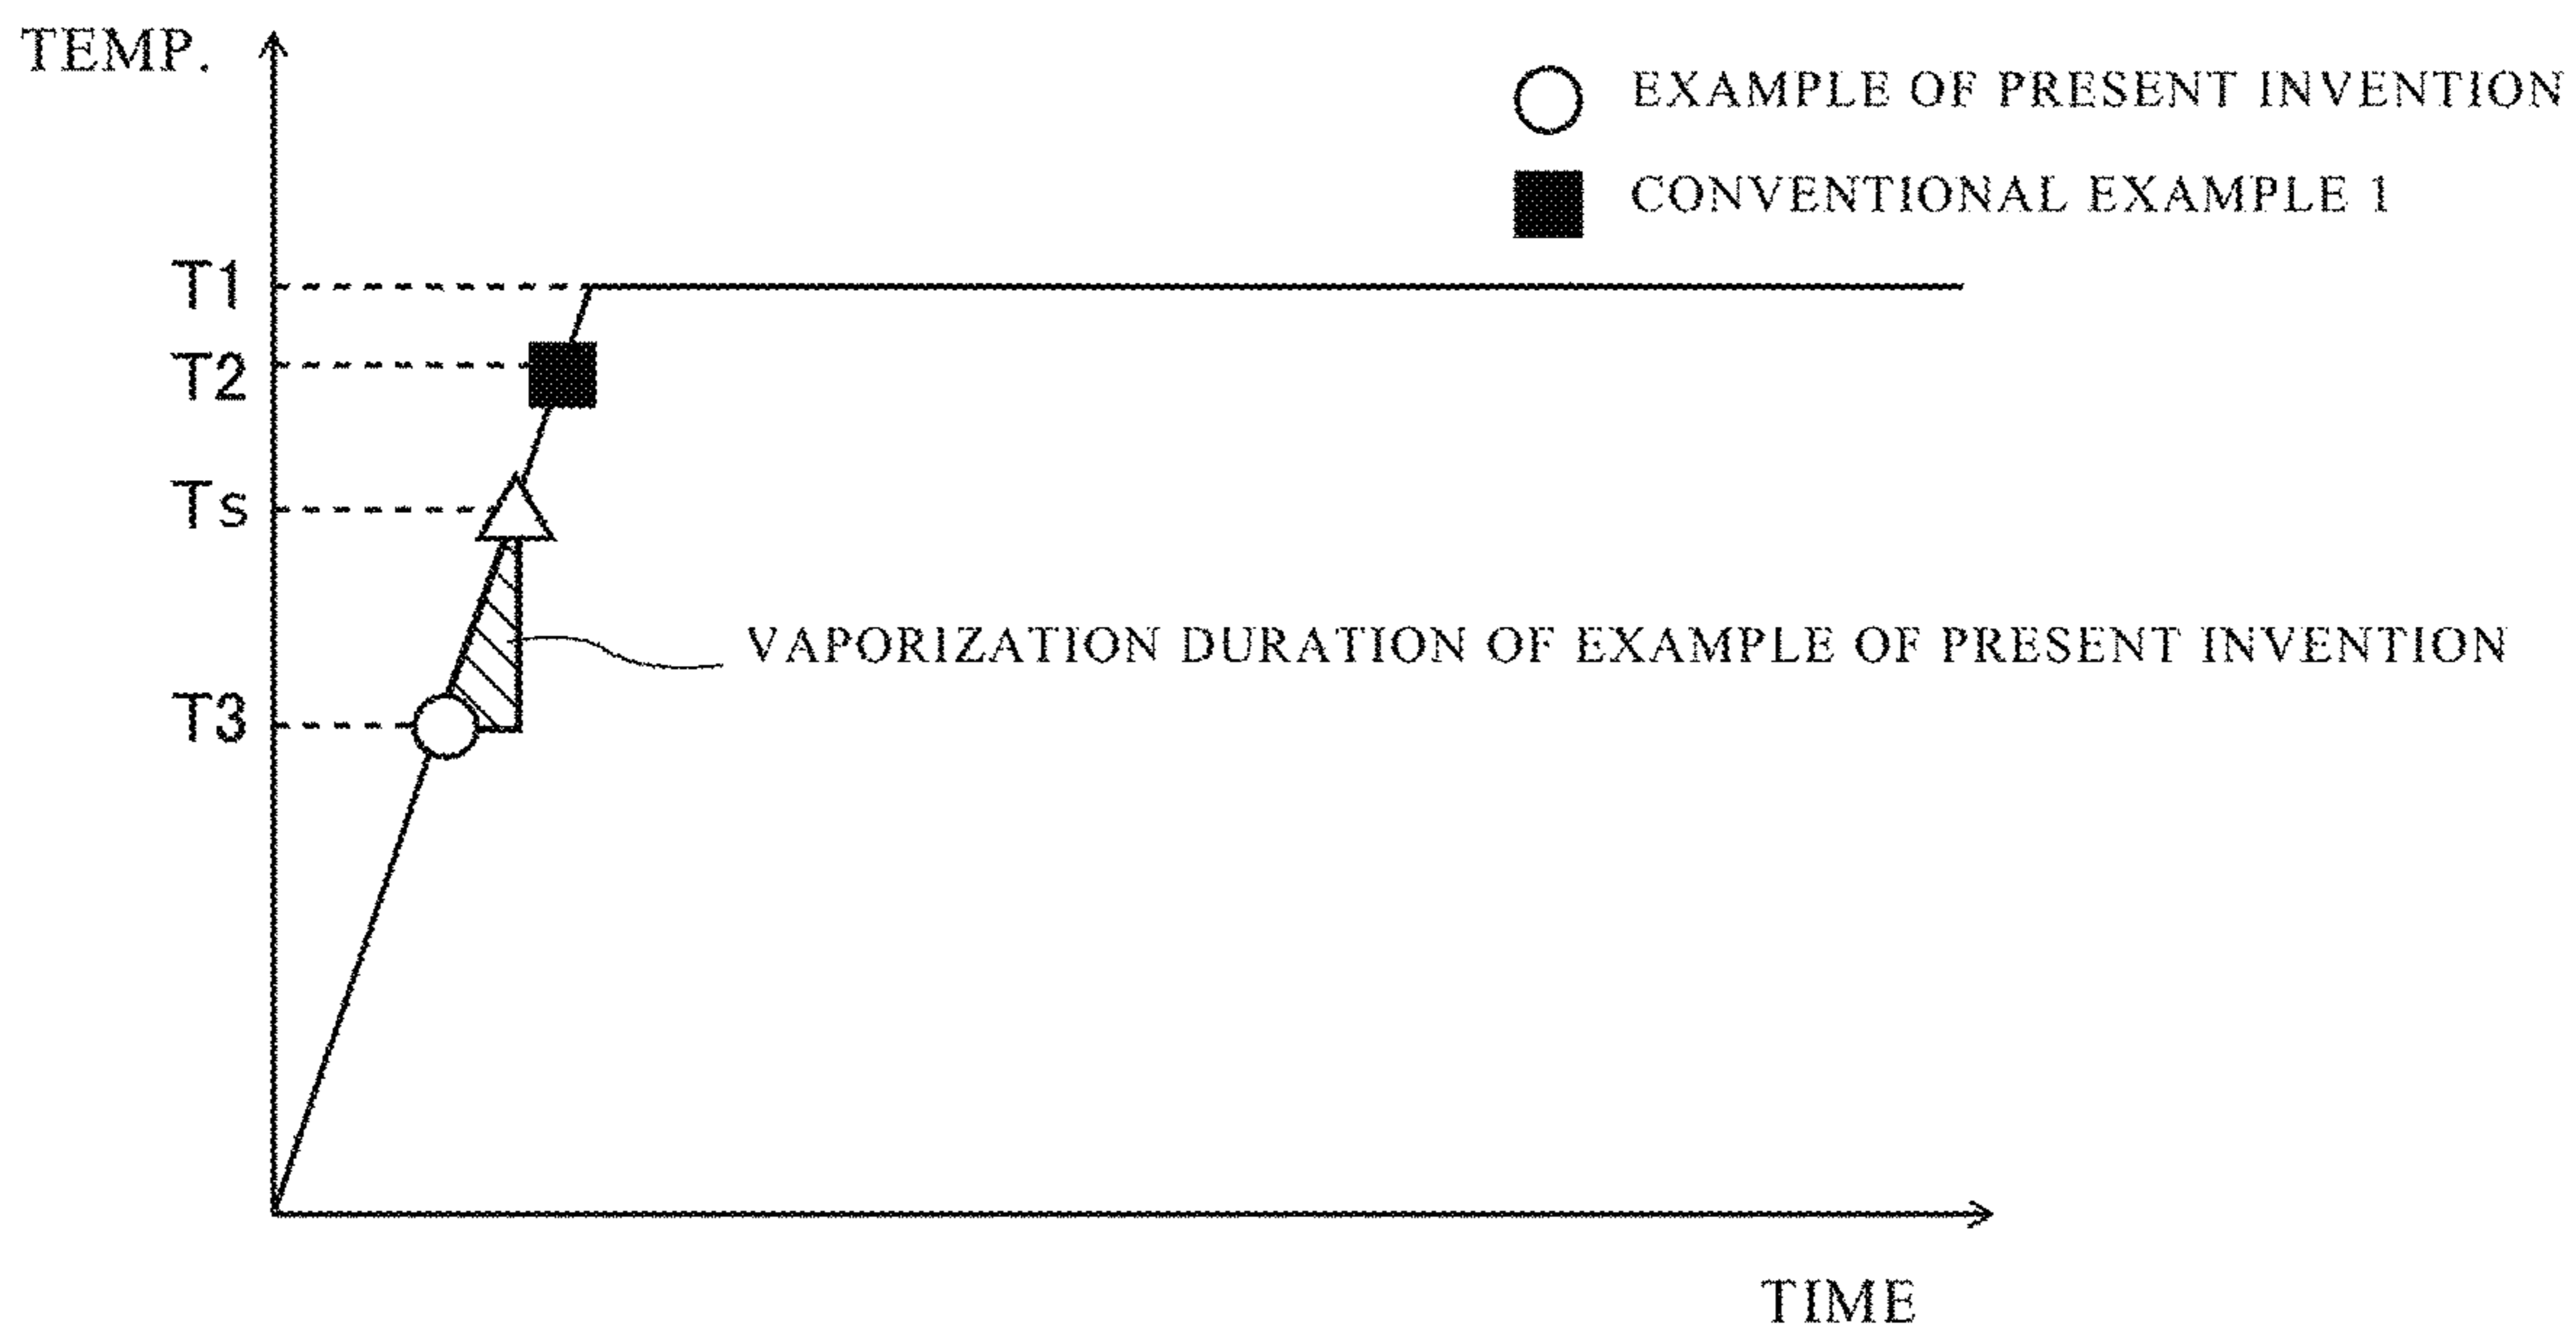 TEMP.
EXAMPLE OF PRESENT INVENTION
CONVENTIONAL EXAMPLE 1
T1
T2
Ts
VAPORIZATION DURATION OF EXAMPLE OF PRESENT INVENTION
T3
TIME